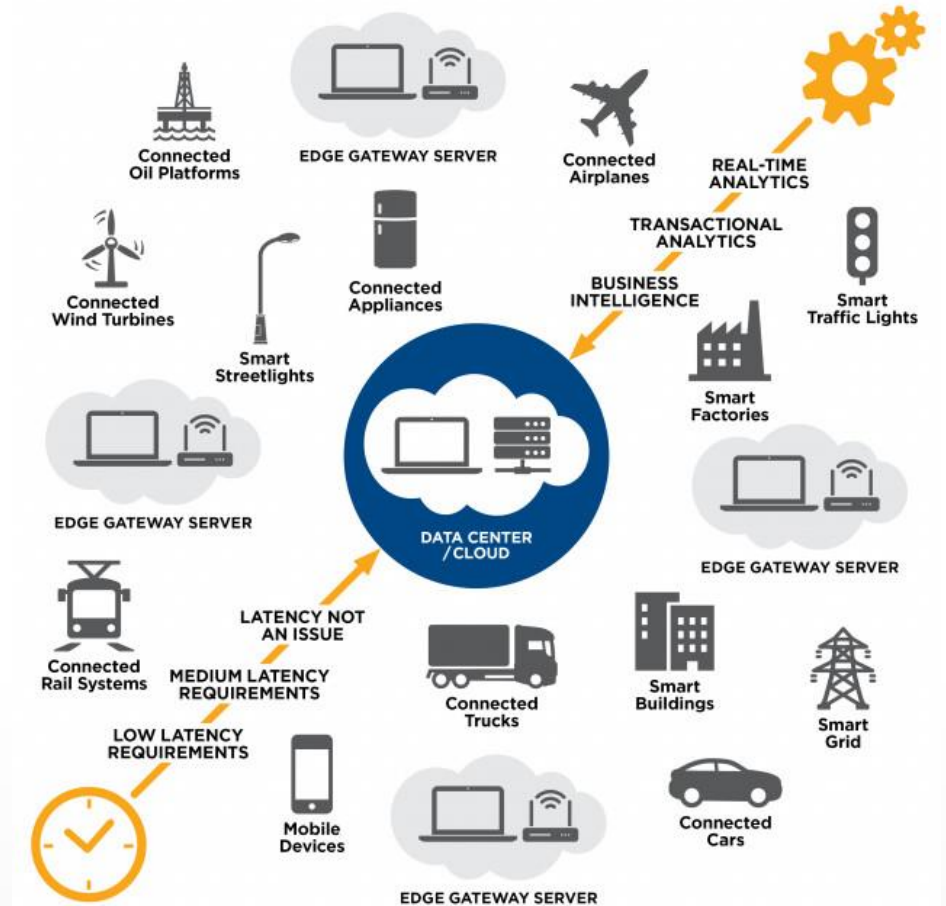 Connected
Oil Platforms
EDGE GATEWAY SERVER
Connected
Airplanes
REAL-TIME
ANALYTICS
TRANSACTIONAL
ANALYTICS
BUSINESS
INTELLIGENCE
Connected
Wind Turbines
Smart
Streetlights
Connected
Appliances
Smart
Traffic Lights
Smart
Factories
EDGE GATEWAY SERVER
DATA CENTER
/CLOUD
EDGE GATEWAY SERVER
Connected
Rail Systems
LATENCY NOT
AN ISSUE
MEDIUM LATENCY
REQUIREMENTS
LOW LATENCY
REQUIREMENTS
Connected
Trucks
Smart
Buildings
Smart
Grid
Mobile
Devices
EDGE GATEWAY SERVER
Connected
Cars